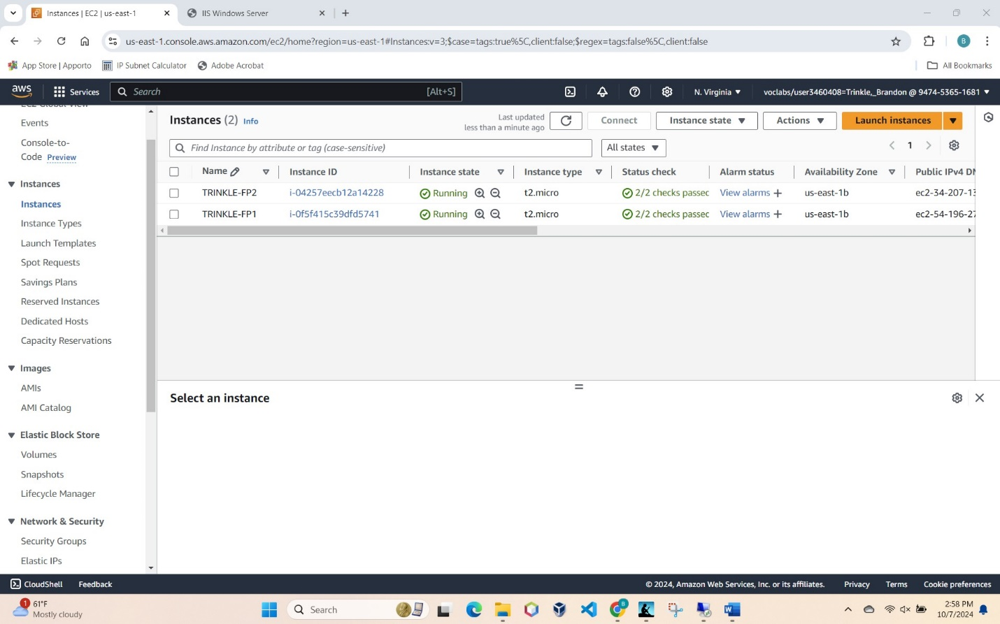 Instances | EC2 | us-east-1
IIS Windows Server
us-east-1.console.aws.amazon.com/ec2/home?region=us-east-1#Instances:v=3;$case=tags:true%5C,client:false;$regex=tags:false%5C,client:false
B
App Store | Apporto
IP Subnet Calculator
Adobe Acrobat
All Bookmarks
aws
Services
Search
[Alt+S]
N. Virginia
voclabs/user3460408=Trinkle,_Brandon @ 9474-5365-1681
EC2 Global View
Events
Console-to-
Code Preview
Instances
Instances
Instance Types
Launch Templates
Spot Requests
Savings Plans
Reserved Instances
Dedicated Hosts
Capacity Reservations
Images
AMIs
AMI Catalog
Elastic Block Store
Volumes
Snapshots
Lifecycle Manager
Network & Security
Security Groups
Elastic IPs
Instances (2) Info
Last updated
less than a minute ago
Connect
Instance state
Actions
Launch instances
Find Instance by attribute or tag (case-sensitive)
All states
1
Name Instance ID Instance state Instance type Status check Alarm status Availability Zone Public IPv4 DN
TRINKLE-FP2 i-04257eecb12a14228 Running t2.micro 2/2 checks passec View alarms + us-east-1b ec2-34-207-13
TRINKLE-FP1 i-0f5f415c39dfd5741 Running t2.micro 2/2 checks passec View alarms + us-east-1b ec2-54-196-27
Select an instance
CloudShell
Feedback
© 2024, Amazon Web Services, Inc. or its affiliates.
Privacy
Terms
Cookie preferences
1
61°F
Mostly cloudy
Search
B
2:58 PM
10/7/2024